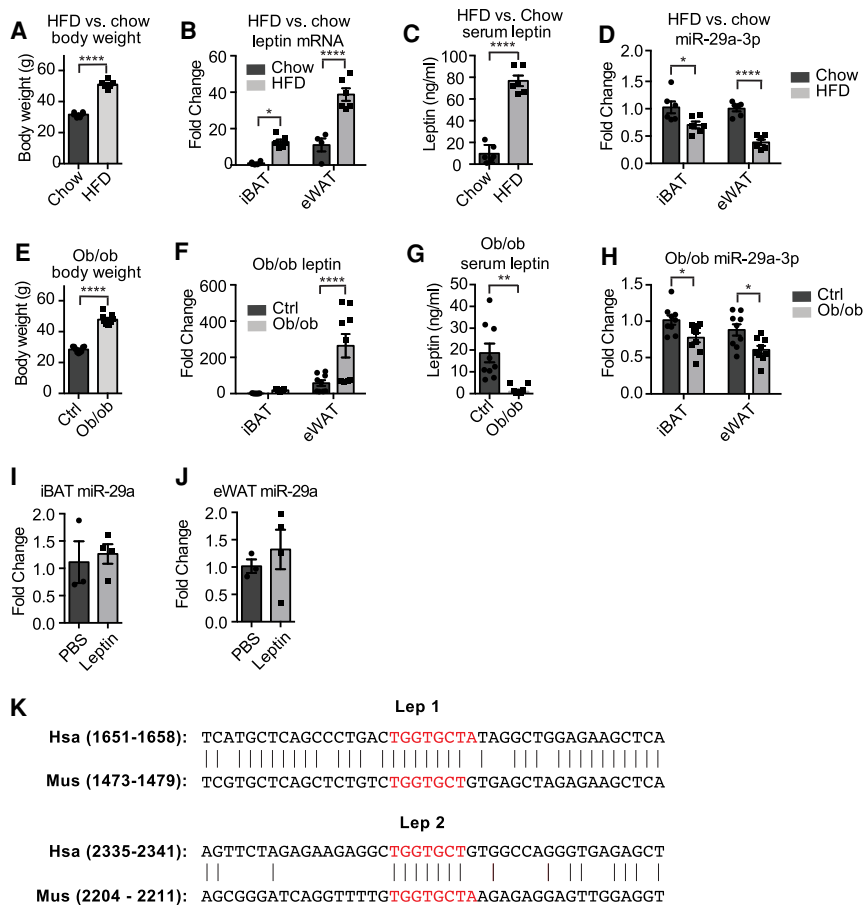 A
HFD vs. chow
body weight
Body weight (g)
80
60
40
20
0
****
Chow
HFD
B
HFD vs. chow
leptin mRNA
Fold Change
60
40
20
0
Chow
HFD
*
****
iBAT
eWAT
C
HFD vs. Chow
serum leptin
Leptin (ng/ml)
100
80
60
40
20
0
****
Chow
HFD
D
HFD vs. chow
miR-29a-3p
Fold Change
2.0
1.5
1.0
0.5
0
*
****
Chow
HFD
iBAT
eWAT
E
Ob/ob
body weight
Body weight (g)
80
60
40
20
0
****
Ctrl
Ob/ob
F
Ob/ob leptin
Fold Change
600
400
200
0
Ctrl
Ob/ob
****
iBAT
eWAT
G
Ob/ob
serum leptin
Leptin (ng/ml)
50
40
30
20
10
0
**
Ctrl
Ob/ob
H
Ob/ob miR-29a-3p
Fold Change
1.5
1.0
0.5
0.0
*
*
Ctrl
Ob/ob
iBAT
eWAT
I
iBAT miR-29a
Fold Change
2.0
1.5
1.0
0.5
0.0
PBS
Leptin
J
eWAT miR-29a
Fold Change
2.0
1.5
1.0
0.5
0.0
PBS
Leptin
K
Lep 1
Hsa (1651-1658): TCATGCTCAGCCCTGACTGGTGCTATAGGCTGGAGAAGCTCA
Mus (1473-1479): TCGTGCTCAGCTCTGTCTGGTGCTGTGAGCTAGAGAAGCTCA
Lep 2
Hsa (2335-2341): AGTTCTAGAGAAGAGGCTGGTGCTGTGGCCAGGGTGAGAGCT
Mus (2204 - 2211): AGCGGGATCAGGTTTTGTGGTGCTAAGAGAGGAGTTGGAGGT